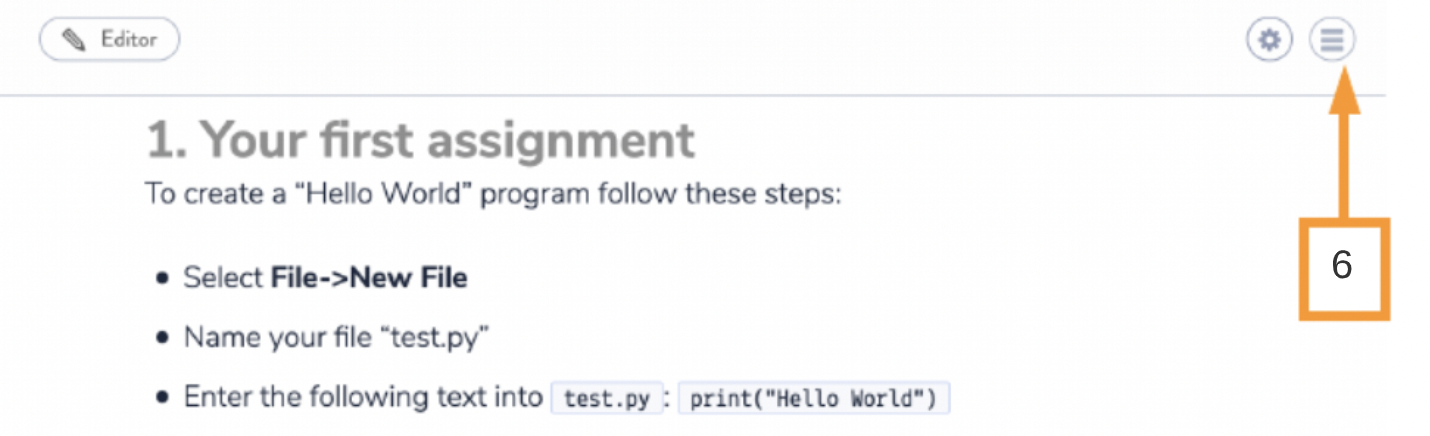 Editor
1. Your first assignment
To create a “Hello World” program follow these steps:
• Select File->New File
• Name your file “test.py”
• Enter the following text into test.py: print("Hello World")
6